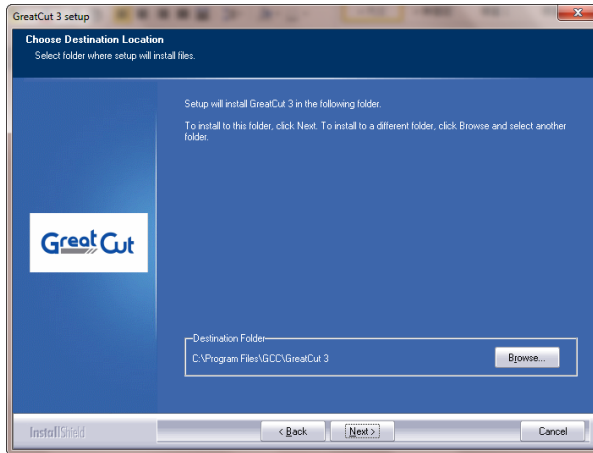 GreatCut 3 setup
Choose Destination Location
Select folder where setup will install files.
Setup will install GreatCut 3 in the following folder.
To install to this folder, click Next. To install to a different folder, click Browse and select another
folder.
Great Cut
Destination Folder
C:\Program Files\GCC\GreatCut 3
Browse...
InstallShield
< Back
Next >
Cancel